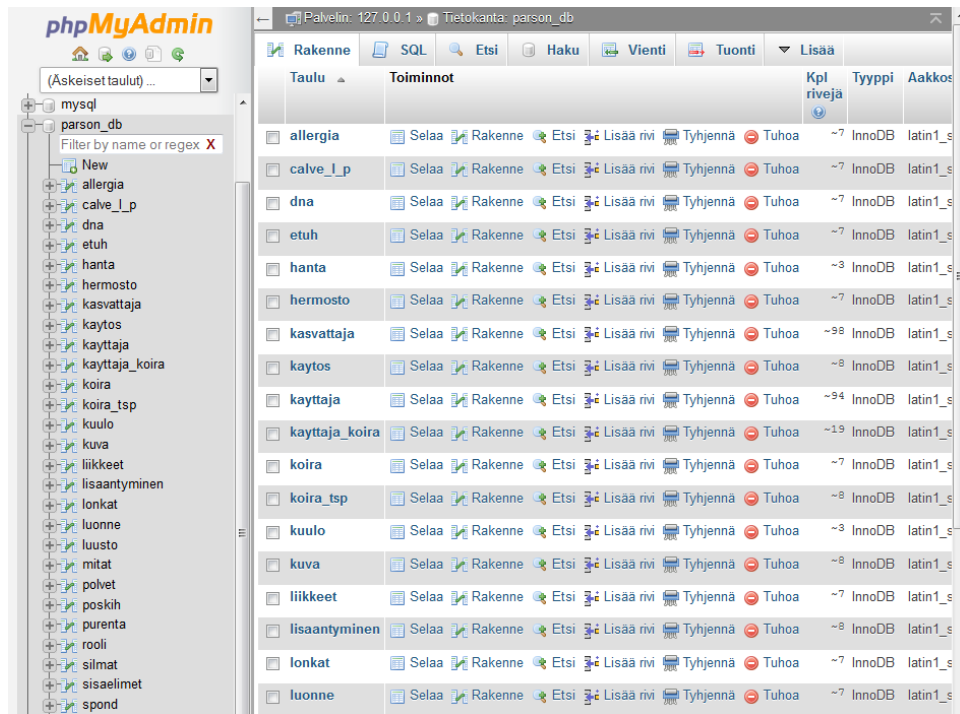 phpMyAdmin
(Äskeiset taulut) ...
mysql
parson_db
Filter by name or regex X
New
allergia
calve_l_p
dna
etuh
hanta
hermosto
kasvattaja
kaytos
kayttaja
kayttaja_koira
koira
koira_tsp
kuulo
kuva
liikkeet
lisaantyminen
lonkat
luonne
luusto
mitat
polvet
poskih
purenta
rooli
silmat
sisaelimet
spond
Palvelin: 127.0.0.1 » Tietokanta: parson_db
Rakenne SQL Etsi Haku Vienti Tuonti Lisää
Taulu Toiminnot Kpl rivejä Tyyppi Aakkos
allergia Selaa Rakenne Etsi Lisää rivi Tyhjennä Tuhoa ~7 InnoDB latin1_s
calve_l_p Selaa Rakenne Etsi Lisää rivi Tyhjennä Tuhoa ~7 InnoDB latin1_s
dna Selaa Rakenne Etsi Lisää rivi Tyhjennä Tuhoa ~7 InnoDB latin1_s
etuh Selaa Rakenne Etsi Lisää rivi Tyhjennä Tuhoa ~7 InnoDB latin1_s
hanta Selaa Rakenne Etsi Lisää rivi Tyhjennä Tuhoa ~3 InnoDB latin1_s
hermosto Selaa Rakenne Etsi Lisää rivi Tyhjennä Tuhoa ~7 InnoDB latin1_s
kasvattaja Selaa Rakenne Etsi Lisää rivi Tyhjennä Tuhoa ~98 InnoDB latin1_s
kaytos Selaa Rakenne Etsi Lisää rivi Tyhjennä Tuhoa ~8 InnoDB latin1_s
kayttaja Selaa Rakenne Etsi Lisää rivi Tyhjennä Tuhoa ~94 InnoDB latin1_s
kayttaja_koira Selaa Rakenne Etsi Lisää rivi Tyhjennä Tuhoa ~19 InnoDB latin1_s
koira Selaa Rakenne Etsi Lisää rivi Tyhjennä Tuhoa ~7 InnoDB latin1_s
koira_tsp Selaa Rakenne Etsi Lisää rivi Tyhjennä Tuhoa ~8 InnoDB latin1_s
kuulo Selaa Rakenne Etsi Lisää rivi Tyhjennä Tuhoa ~3 InnoDB latin1_s
kuva Selaa Rakenne Etsi Lisää rivi Tyhjennä Tuhoa ~8 InnoDB latin1_s
liikkeet Selaa Rakenne Etsi Lisää rivi Tyhjennä Tuhoa ~7 InnoDB latin1_s
lisaantyminen Selaa Rakenne Etsi Lisää rivi Tyhjennä Tuhoa ~8 InnoDB latin1_s
lonkat Selaa Rakenne Etsi Lisää rivi Tyhjennä Tuhoa ~7 InnoDB latin1_s
luonne Selaa Rakenne Etsi Lisää rivi Tyhjennä Tuhoa ~7 InnoDB latin1_s